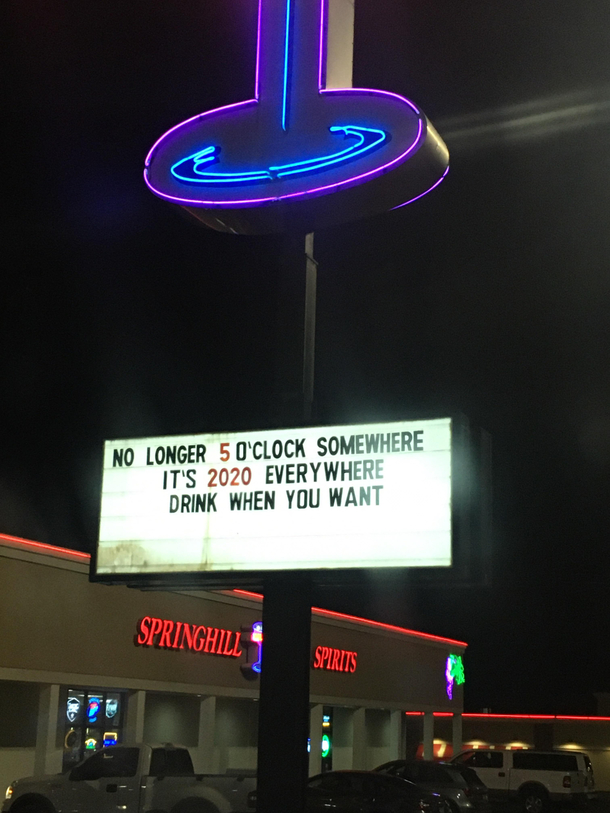 NO LONGER 5 O'CLOCK SOMEWHERE
IT'S 2020 EVERYWHERE
DRINK WHEN YOU WANT
SPRINGHILL SPIRITS